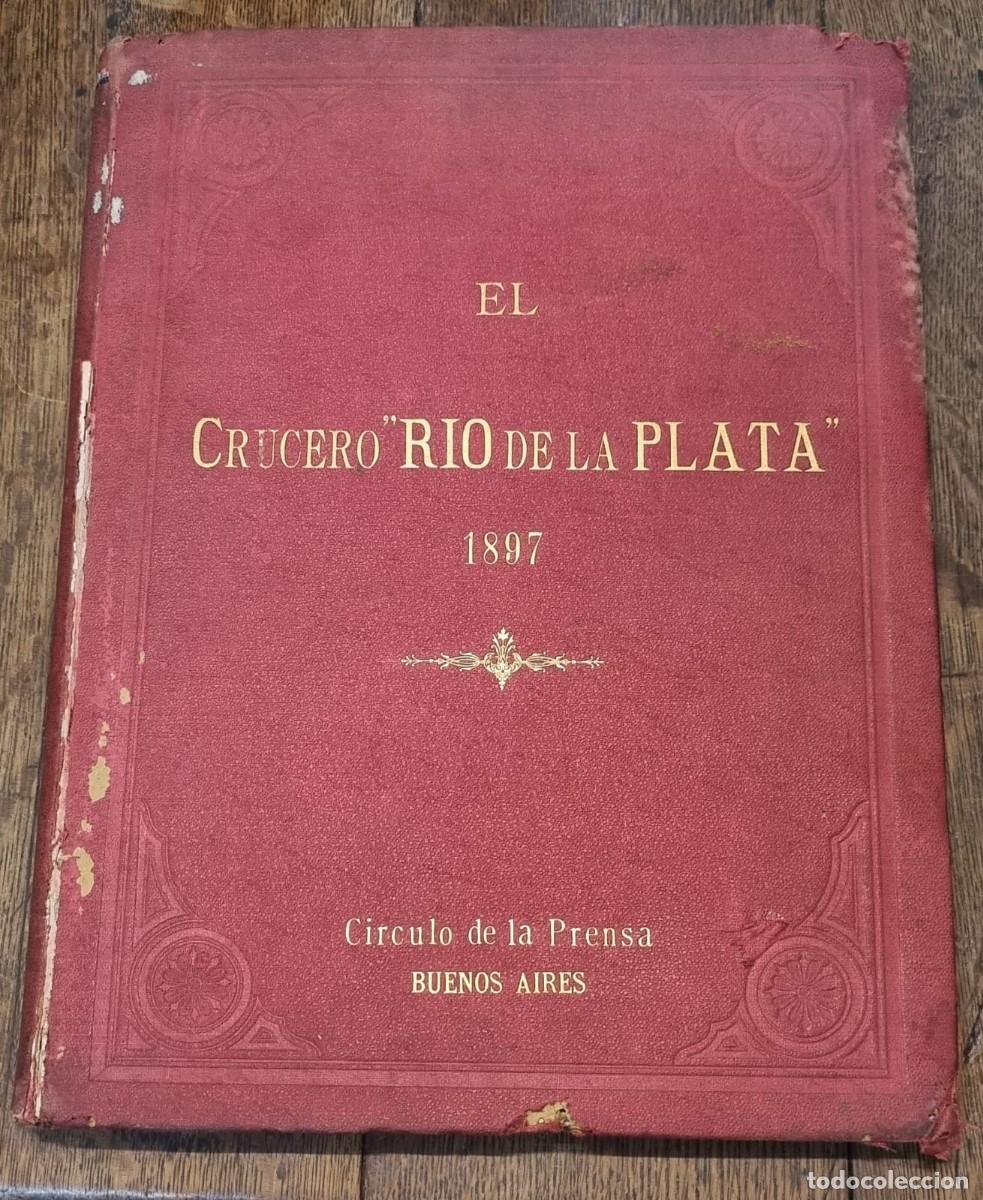 EL
CRUCERO "RIO DE LA PLATA"
1897
Circulo de la Prensa
BUENOS AIRES
todocoleccion